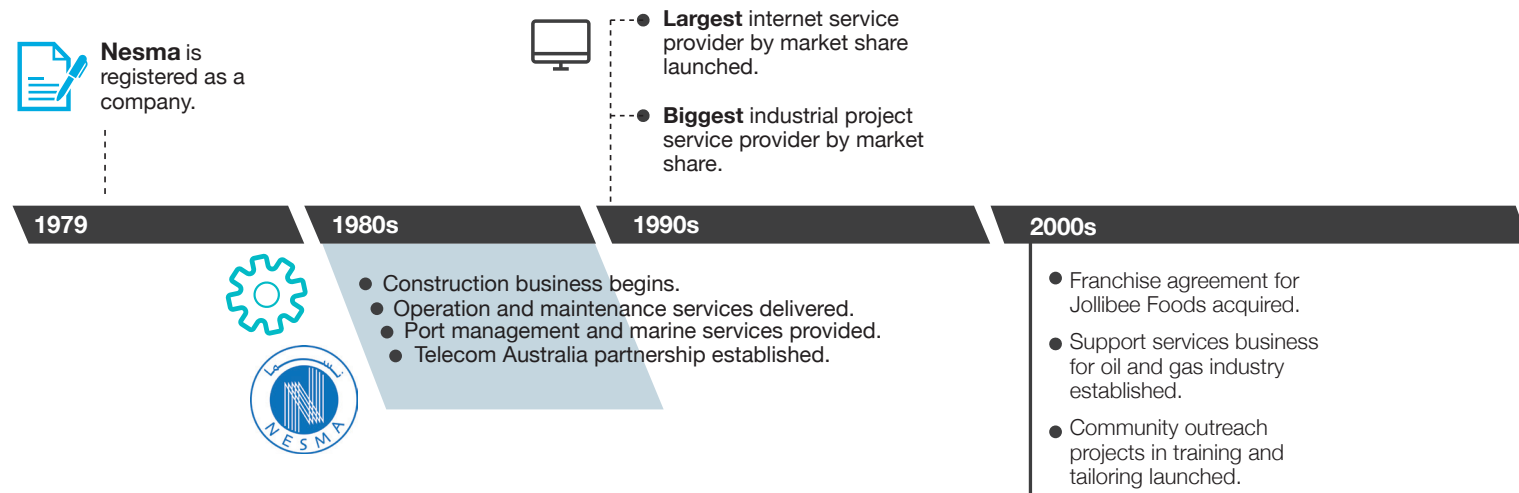 Nesma is
registered as a
company.
Largest internet service
provider by market share
launched.
Biggest industrial project
service provider by market
share.
1979
1980s
1990s
2000s
Construction business begins.
Operation and maintenance services delivered.
Port management and marine services provided.
Telecom Australia partnership established.
نسما
NESMA
Franchise agreement for
Jollibee Foods acquired.
Support services business
for oil and gas industry
established.
Community outreach
projects in training and
tailoring launched.